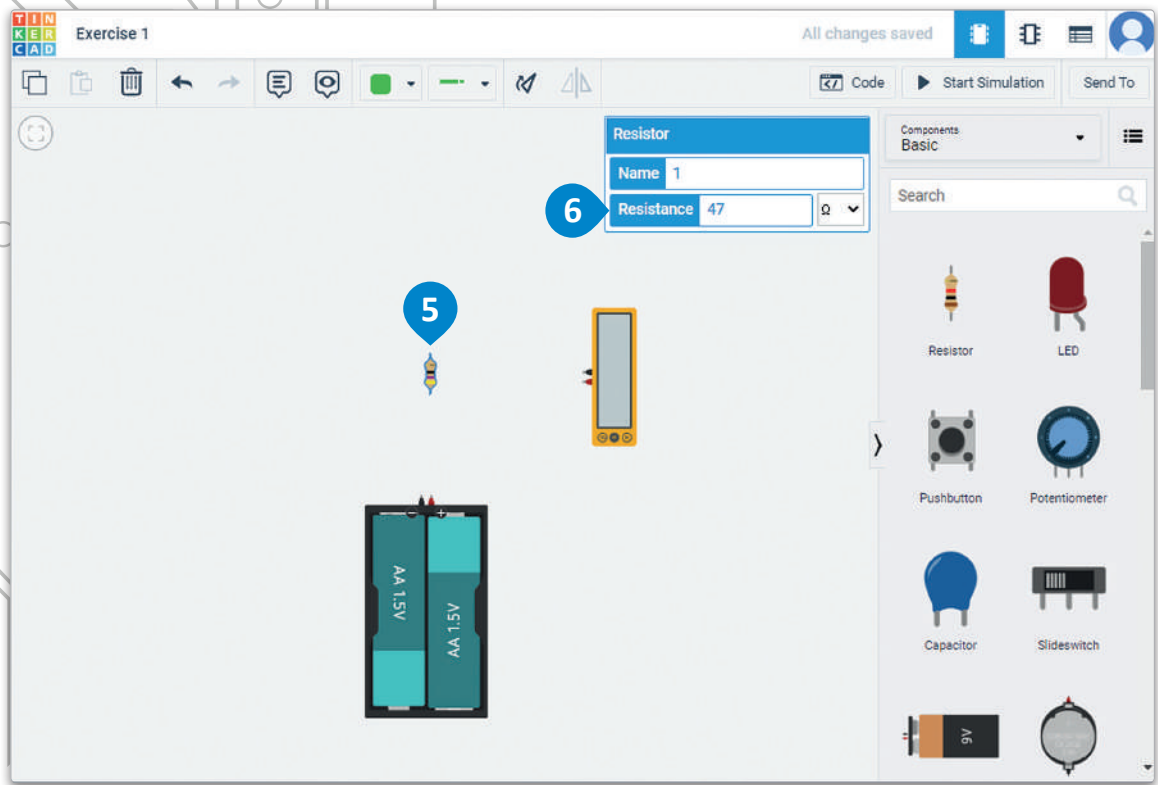 TIN
KER
CAD
Exercise 1
All changes saved
Code
Start Simulation
Send To
Resistor
Name 1
6
Resistance 47 Ω
Components
Basic
Search
5
Resistor
LED
Pushbutton
Potentiometer
AA 1.5V
AA 1.5V
Capacitor
Slideswitch
9V